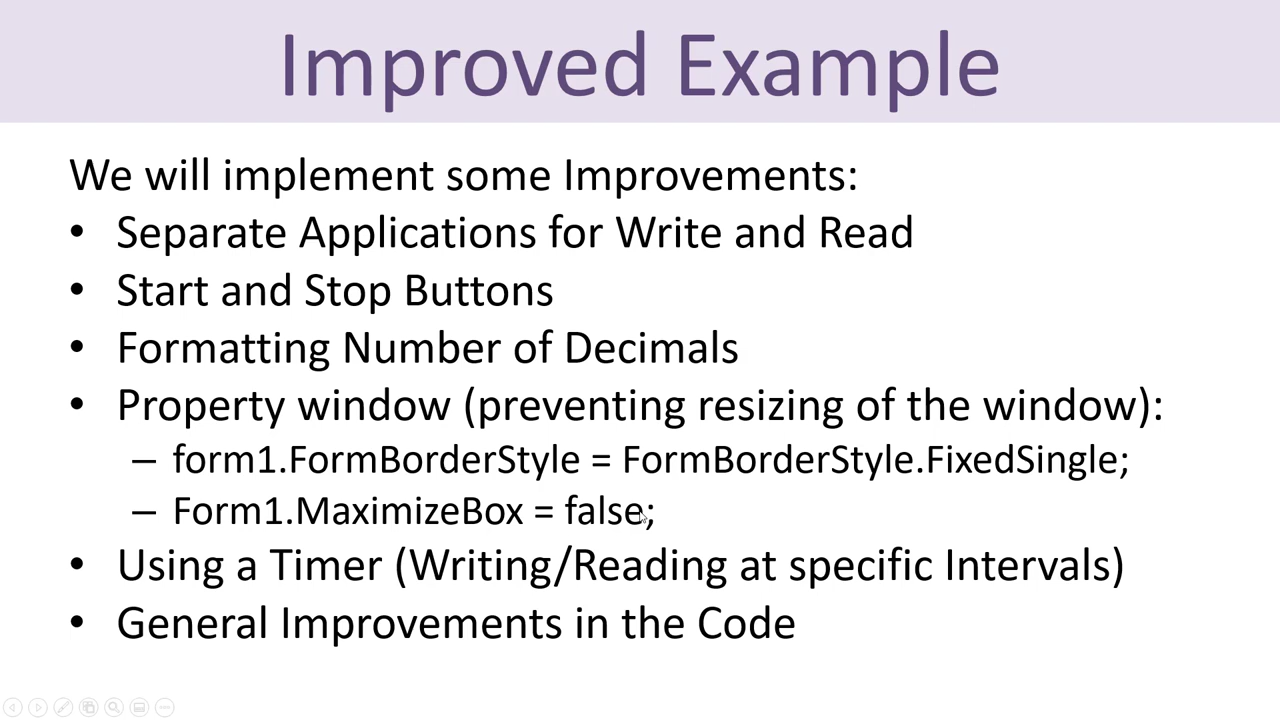 Improved Example
We will implement some Improvements:
• Separate Applications for Write and Read
• Start and Stop Buttons
• Formatting Number of Decimals
• Property window (preventing resizing of the window):
– form1.FormBorderStyle = FormBorderStyle.FixedSingle;
– Form1.MaximizeBox = false;
• Using a Timer (Writing/Reading at specific Intervals)
• General Improvements in the Code